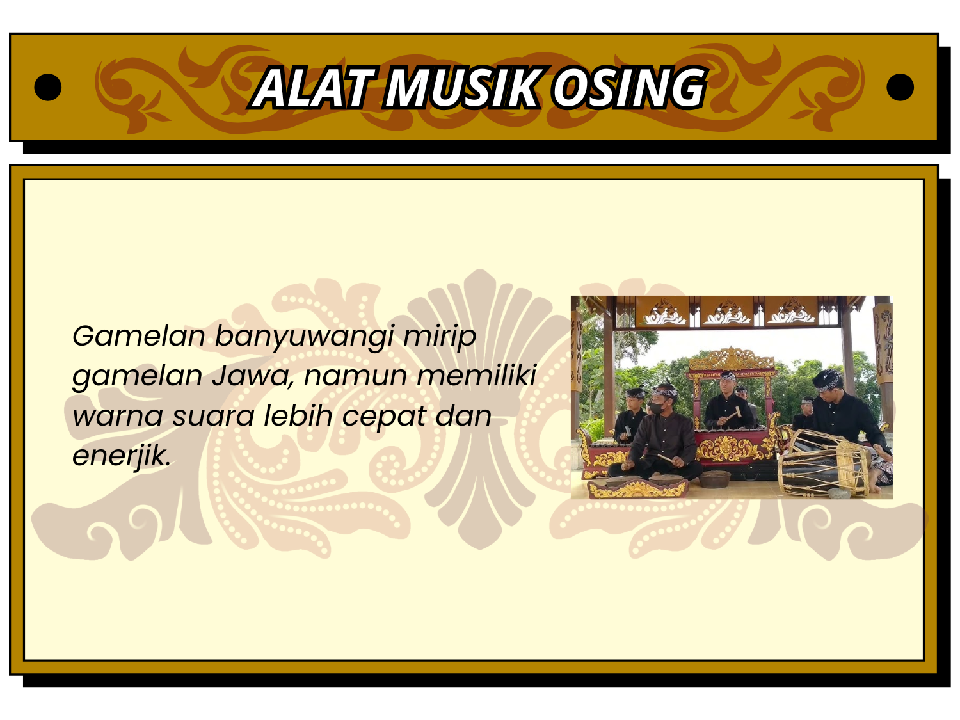 ALAT MUSIK OSING
Gamelan banyuwangi mirip
gamelan Jawa, namun memiliki
warna suara lebih cepat dan
enerjik.